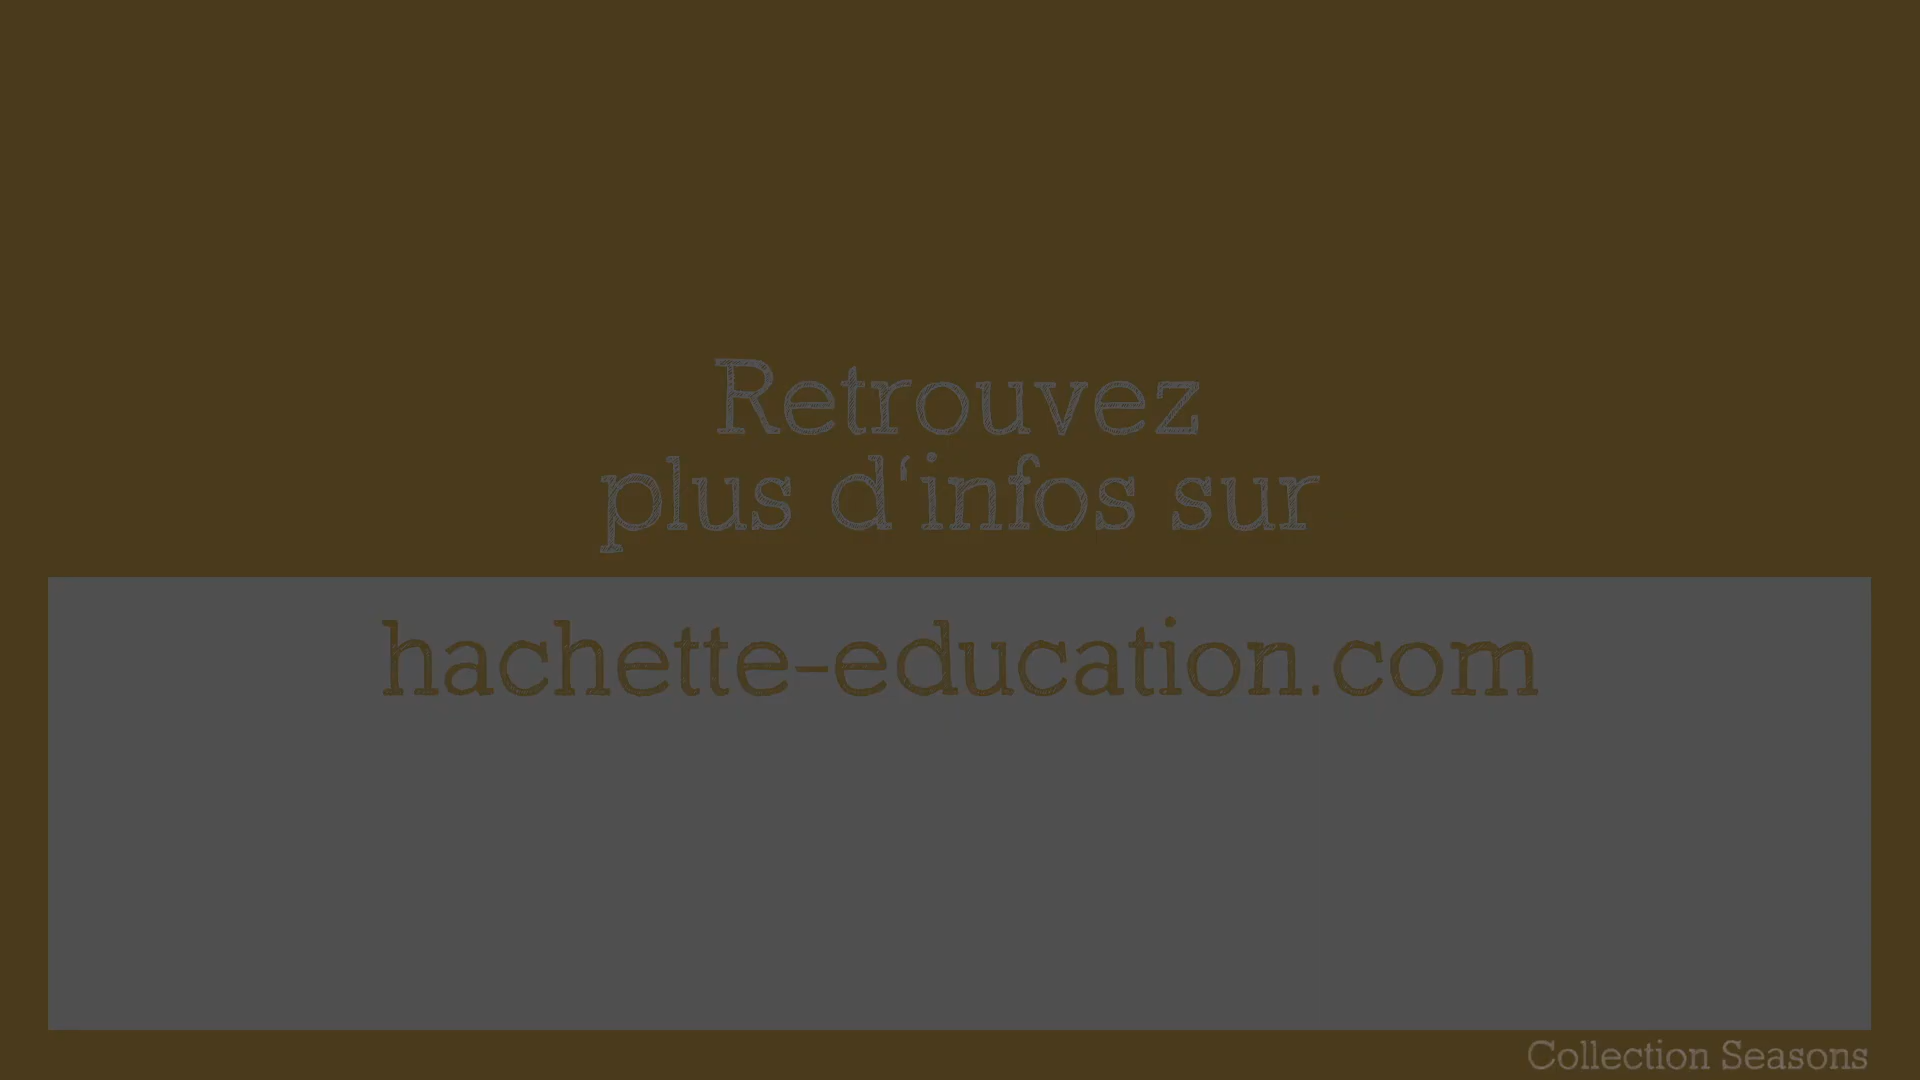 Retrouvez
plus d‘infos sur
hachette-education.com
Collection Seasons